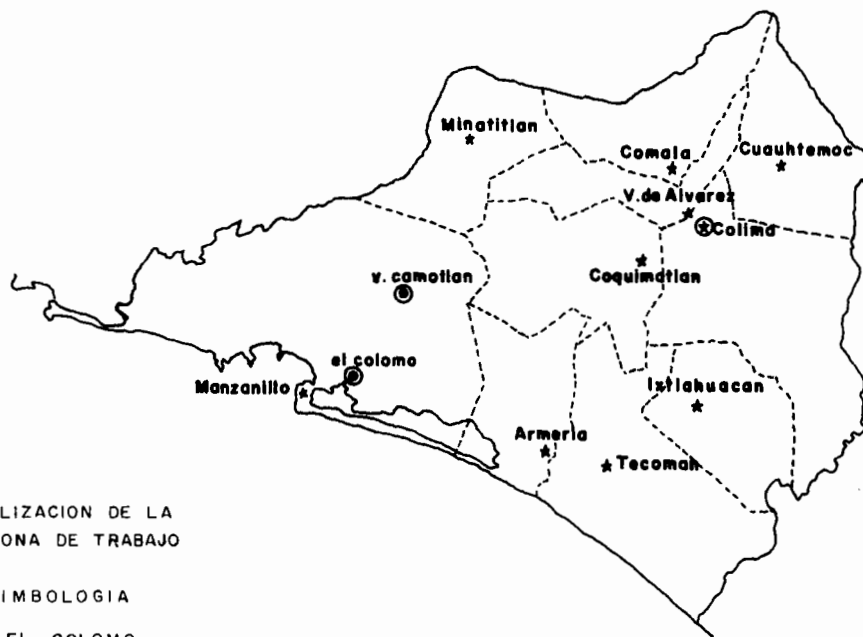 Minatitlan
Comala
Cuauhtemoc
V. de Alvarez
Colima
Coquimatlan
v. camotlan
el colomo
Manzanillo
Ixtlahuacan
Armeria
Tecoman
LIZACION DE LA
ONA DE TRABAJO
IMBOLOGIA
EL COLOMO